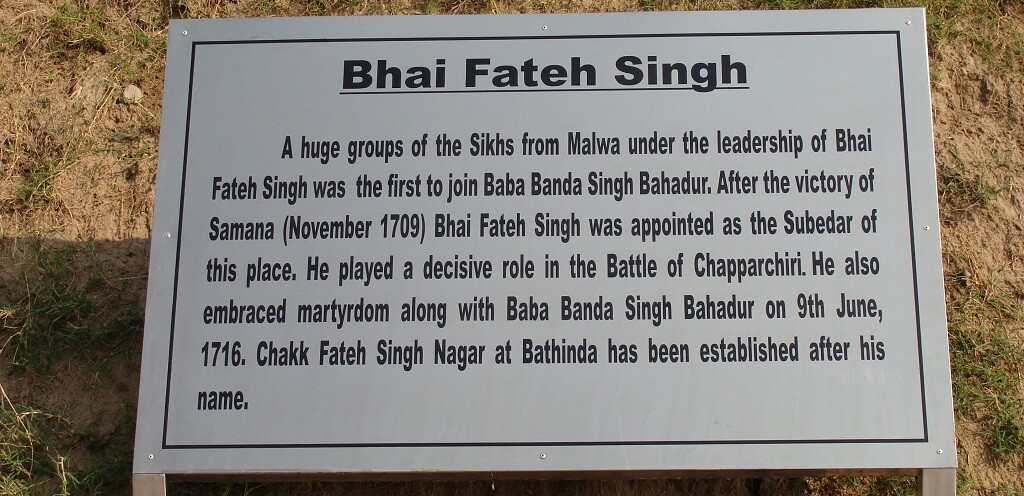 Bhai Fateh Singh
A huge groups of the Sikhs from Malwa under the leadership of Bhai
Fateh Singh was the first to join Baba Banda Singh Bahadur. After the victory of
Samana (November 1709) Bhai Fateh Singh was appointed as the Subedar of
this place. He played a decisive role in the Battle of Chapparchiri. He also
embraced martyrdom along with Baba Banda Singh Bahadur on 9th June,
1716. Chakk Fateh Singh Nagar at Bathinda has been established after his
name.